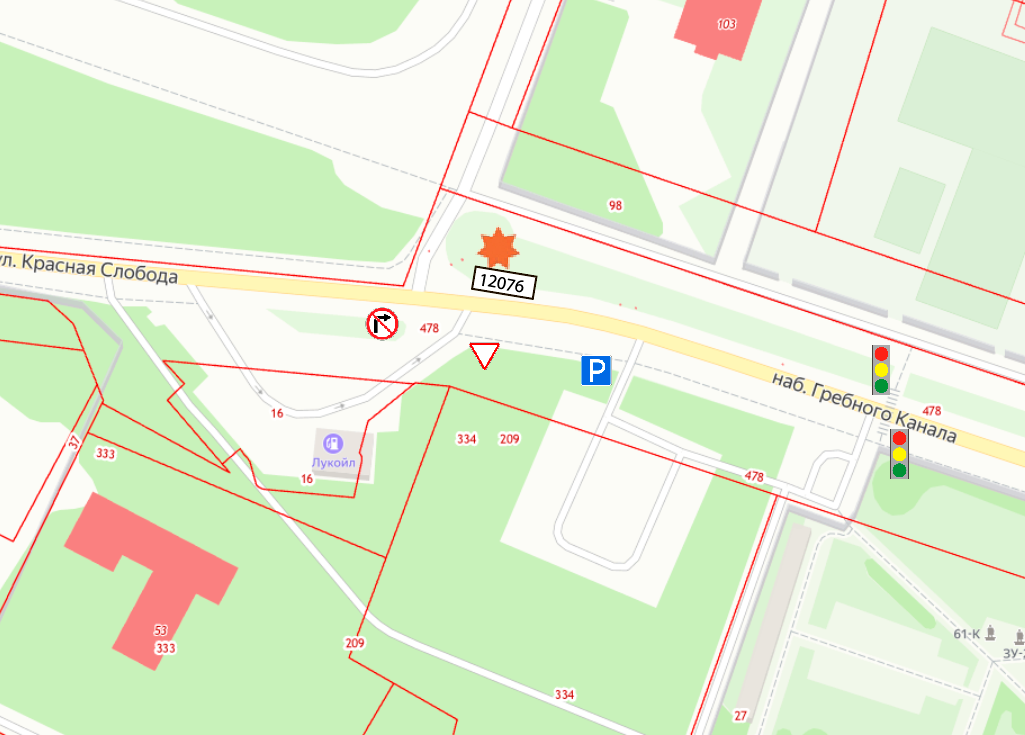 103
98
ул. Красная Слобода
12076
478
P
наб. Гребного Канала
478
16
Лукойл
16
334 209
478
37
333
53
333
209
334
27
61-К
ЗУ-2